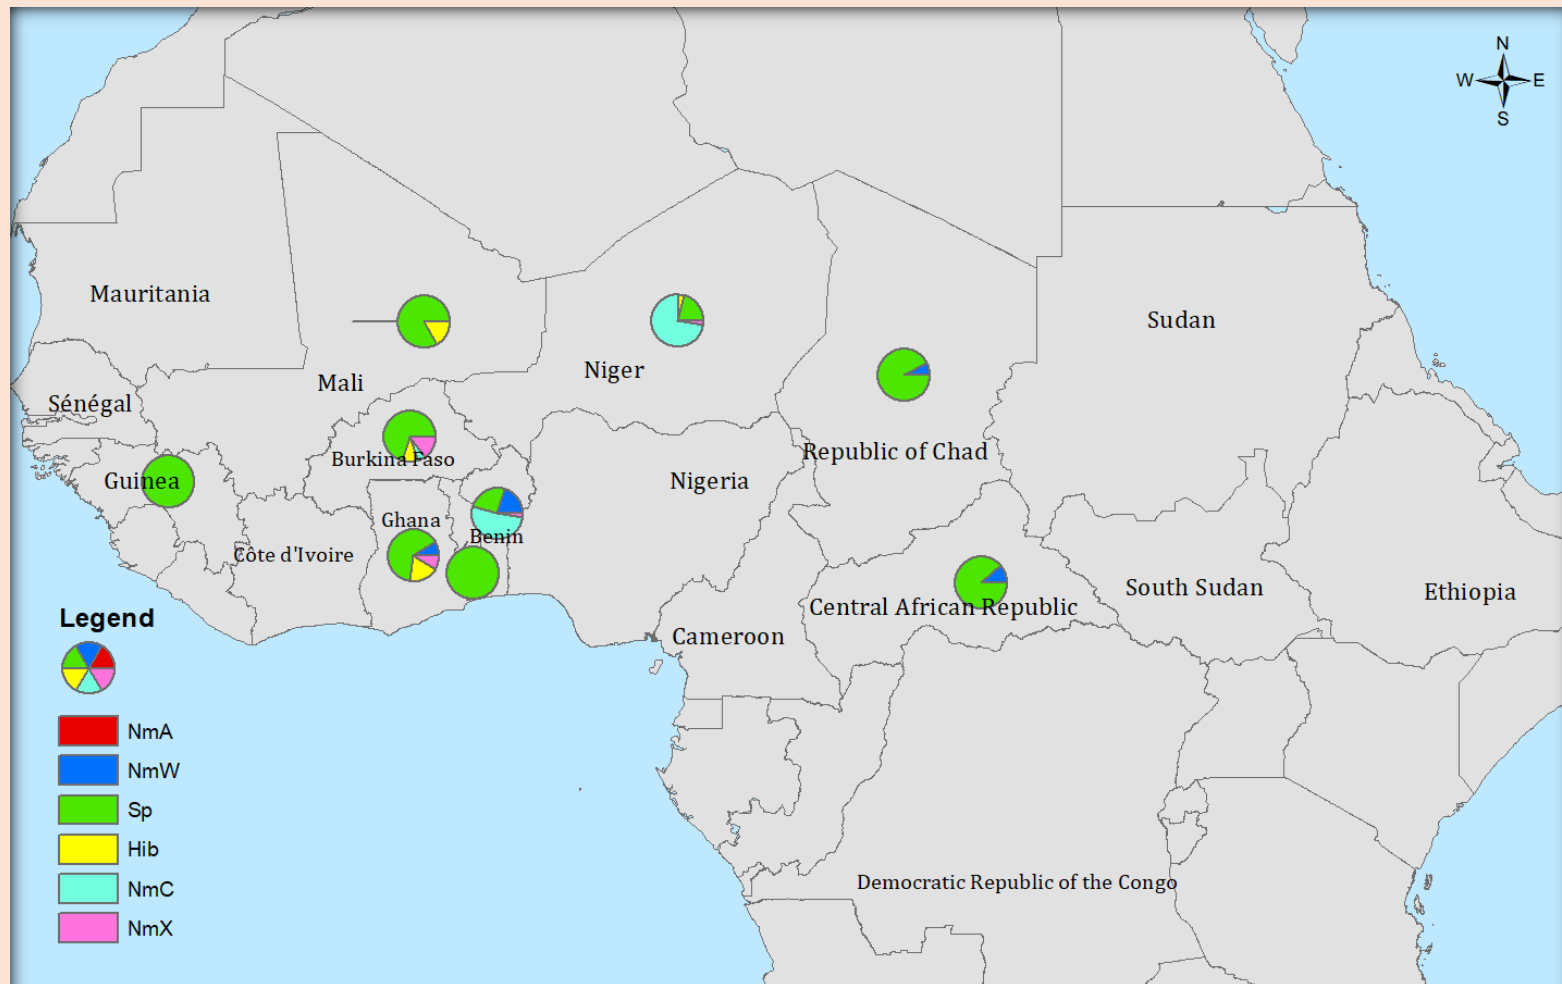 N
W E
S
Mauritania
Sudan
Niger
Mali
Sénégal
Republic of Chad
Burkina Faso
Guinea
Nigeria
Ghana
Benin
Côte d'Ivoire
South Sudan
Ethiopia
Central African Republic
Cameroon
Democratic Republic of the Congo
Legend
NmA
NmW
Sp
Hib
NmC
NmX